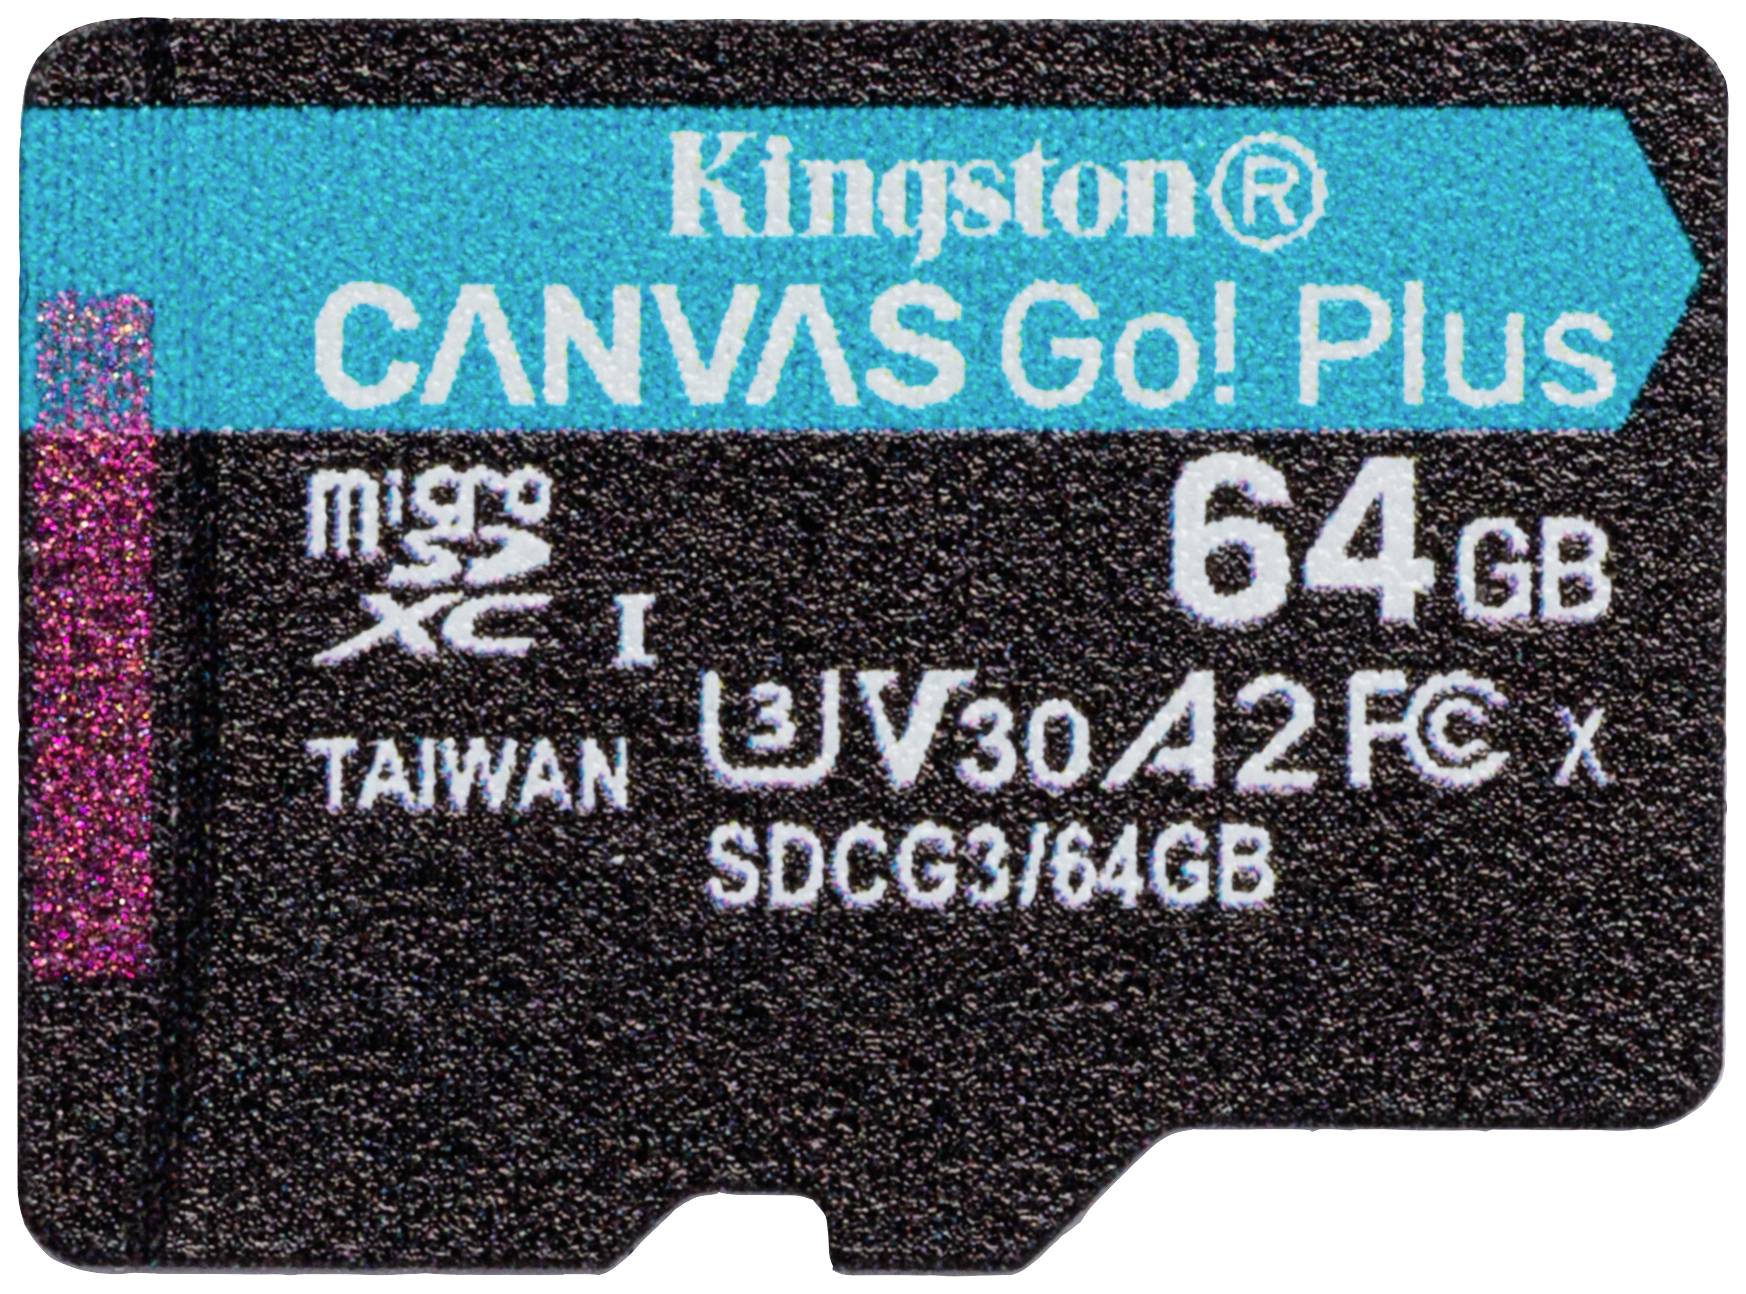 Kingston®
CANVAS Go! Plus
micro
SD
XC I
64GB
U3 V30 A2 FC X
TAIWAN
SDCG3/64GB